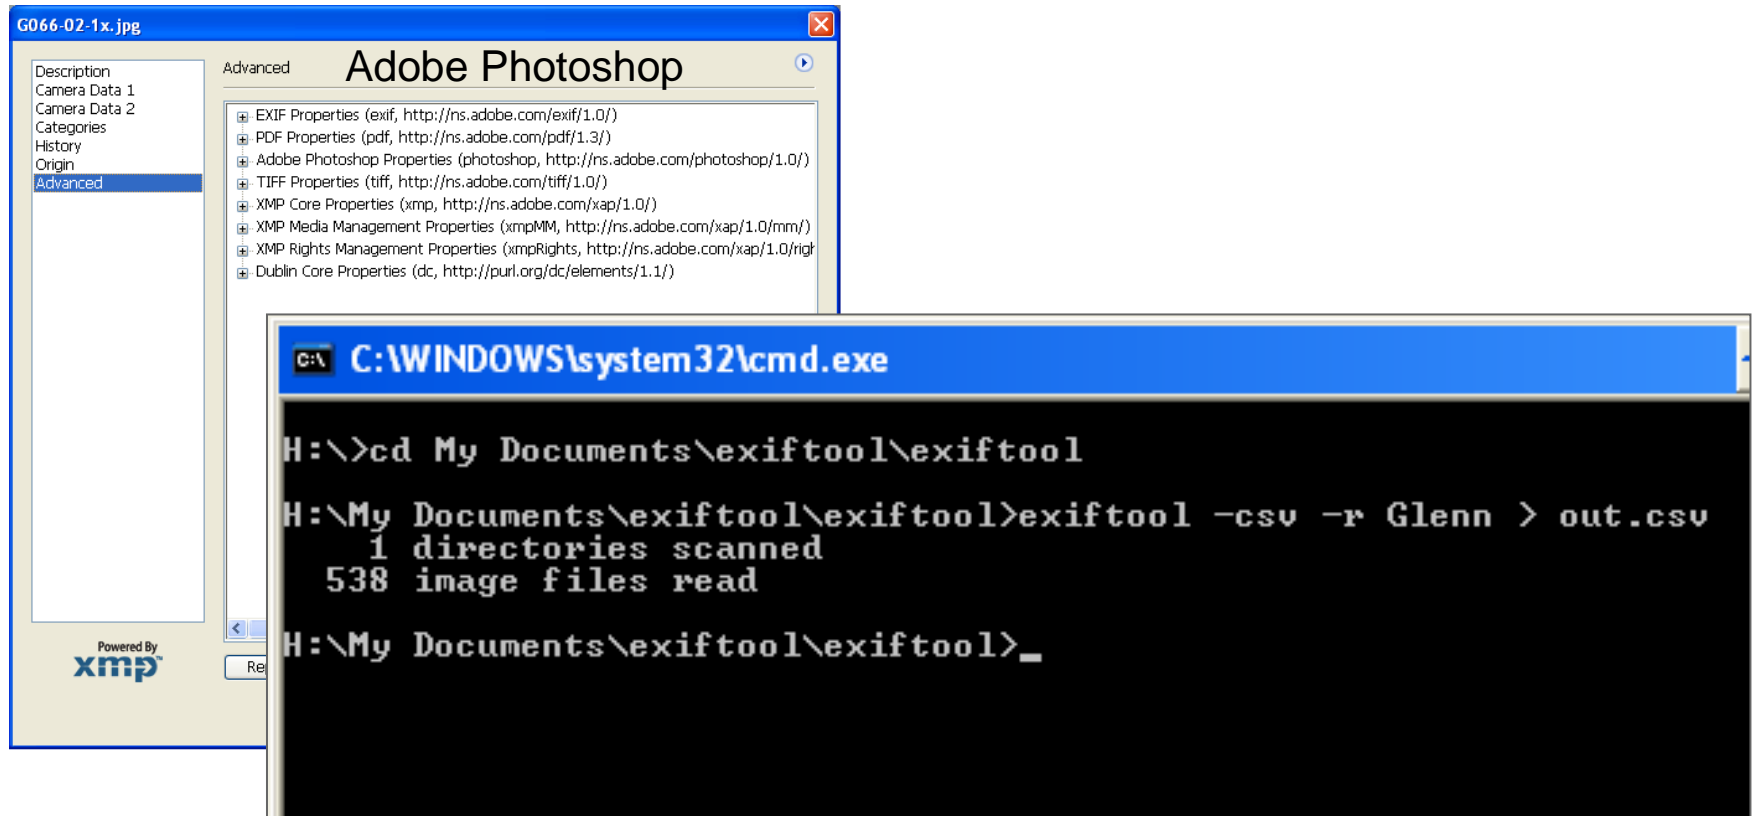 G066-02-1x.jpg
Description
Camera Data 1
Camera Data 2
Categories
History
Origin
Advanced
Powered By
xmp™
Advanced
Adobe Photoshop
EXIF Properties (exif, http://ns.adobe.com/exif/1.0/)
PDF Properties (pdf, http://ns.adobe.com/pdf/1.3/)
Adobe Photoshop Properties (photoshop, http://ns.adobe.com/photoshop/1.0/)
TIFF Properties (tiff, http://ns.adobe.com/tiff/1.0/)
XMP Core Properties (xmp, http://ns.adobe.com/xap/1.0/)
XMP Media Management Properties (xmpMM, http://ns.adobe.com/xap/1.0/mm/)
XMP Rights Management Properties (xmpRights, http://ns.adobe.com/xap/1.0/righ
Dublin Core Properties (dc, http://purl.org/dc/elements/1.1/)
Re
C:\ C:\WINDOWS\system32\cmd.exe
H:\>cd My Documents\exiftool\exiftool
H:\My Documents\exiftool\exiftool>exiftool -csv -r Glenn > out.csv
1 directories scanned
538 image files read
H:\My Documents\exiftool\exiftool>_